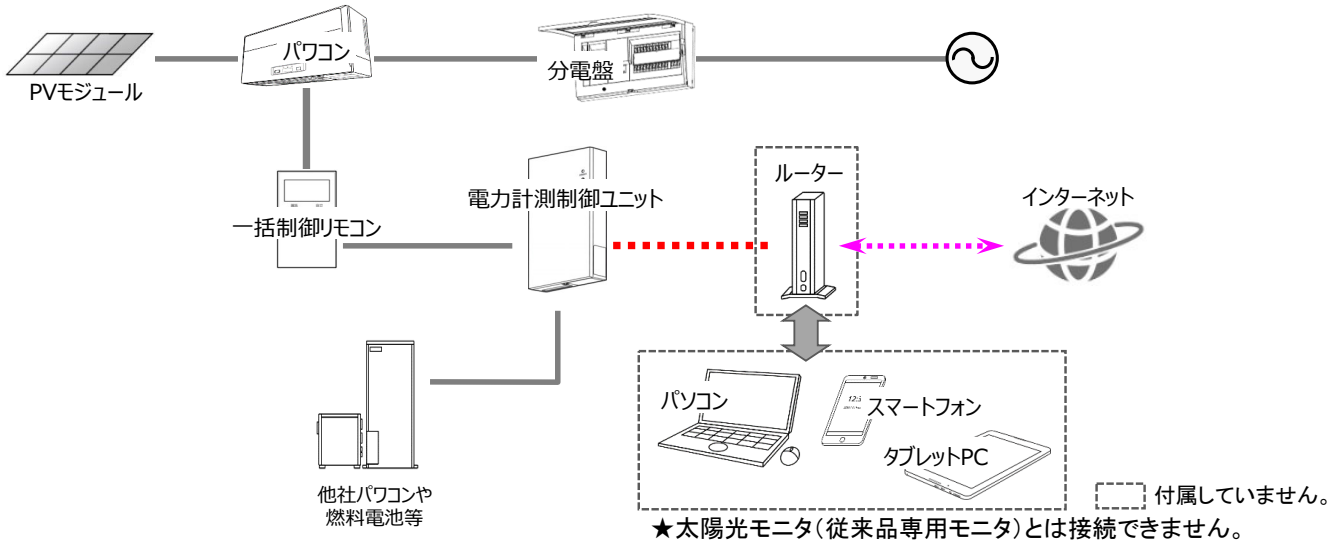 パワコン
分電盤
PVモジュール
ルーター
電力計測制御ユニット
インターネット
一括制御リモコン
パソコン
スマートフォン
12:3
タブレットPC
他社パワコンや
燃料電池等
付属していません。
★太陽光モニタ(従来品専用モニタ)とは接続できません。